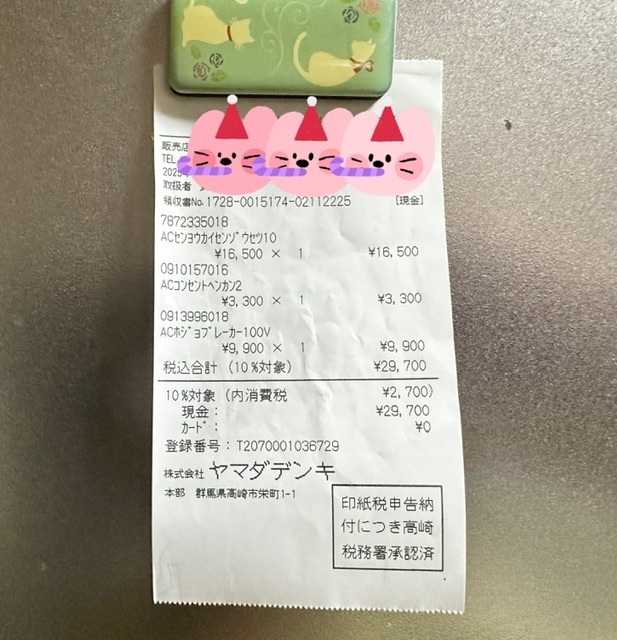 販売店
TEL
2025年
取扱者
領収書No.1728-0015174-02112225 [現金]
7872335018
ACセンヨウカイセンゾウセツ10
¥16,500 × 1 ¥16,500
0910157016
ACコンセントヘンカン2
¥3,300 × 1 ¥3,300
0913996018
ACホジョブレーカー100V
¥9,900 × 1 ¥9,900
税込合計 (10%対象) ¥29,700
10%対象 (内消費税 ¥2,700)
現金: ¥29,700
カード: ¥0
登録番号: T2070001036729
株式会社 ヤマダデンキ
本部 群馬県高崎市栄町1-1
印紙税申告納
付につき高崎
税務署承認済